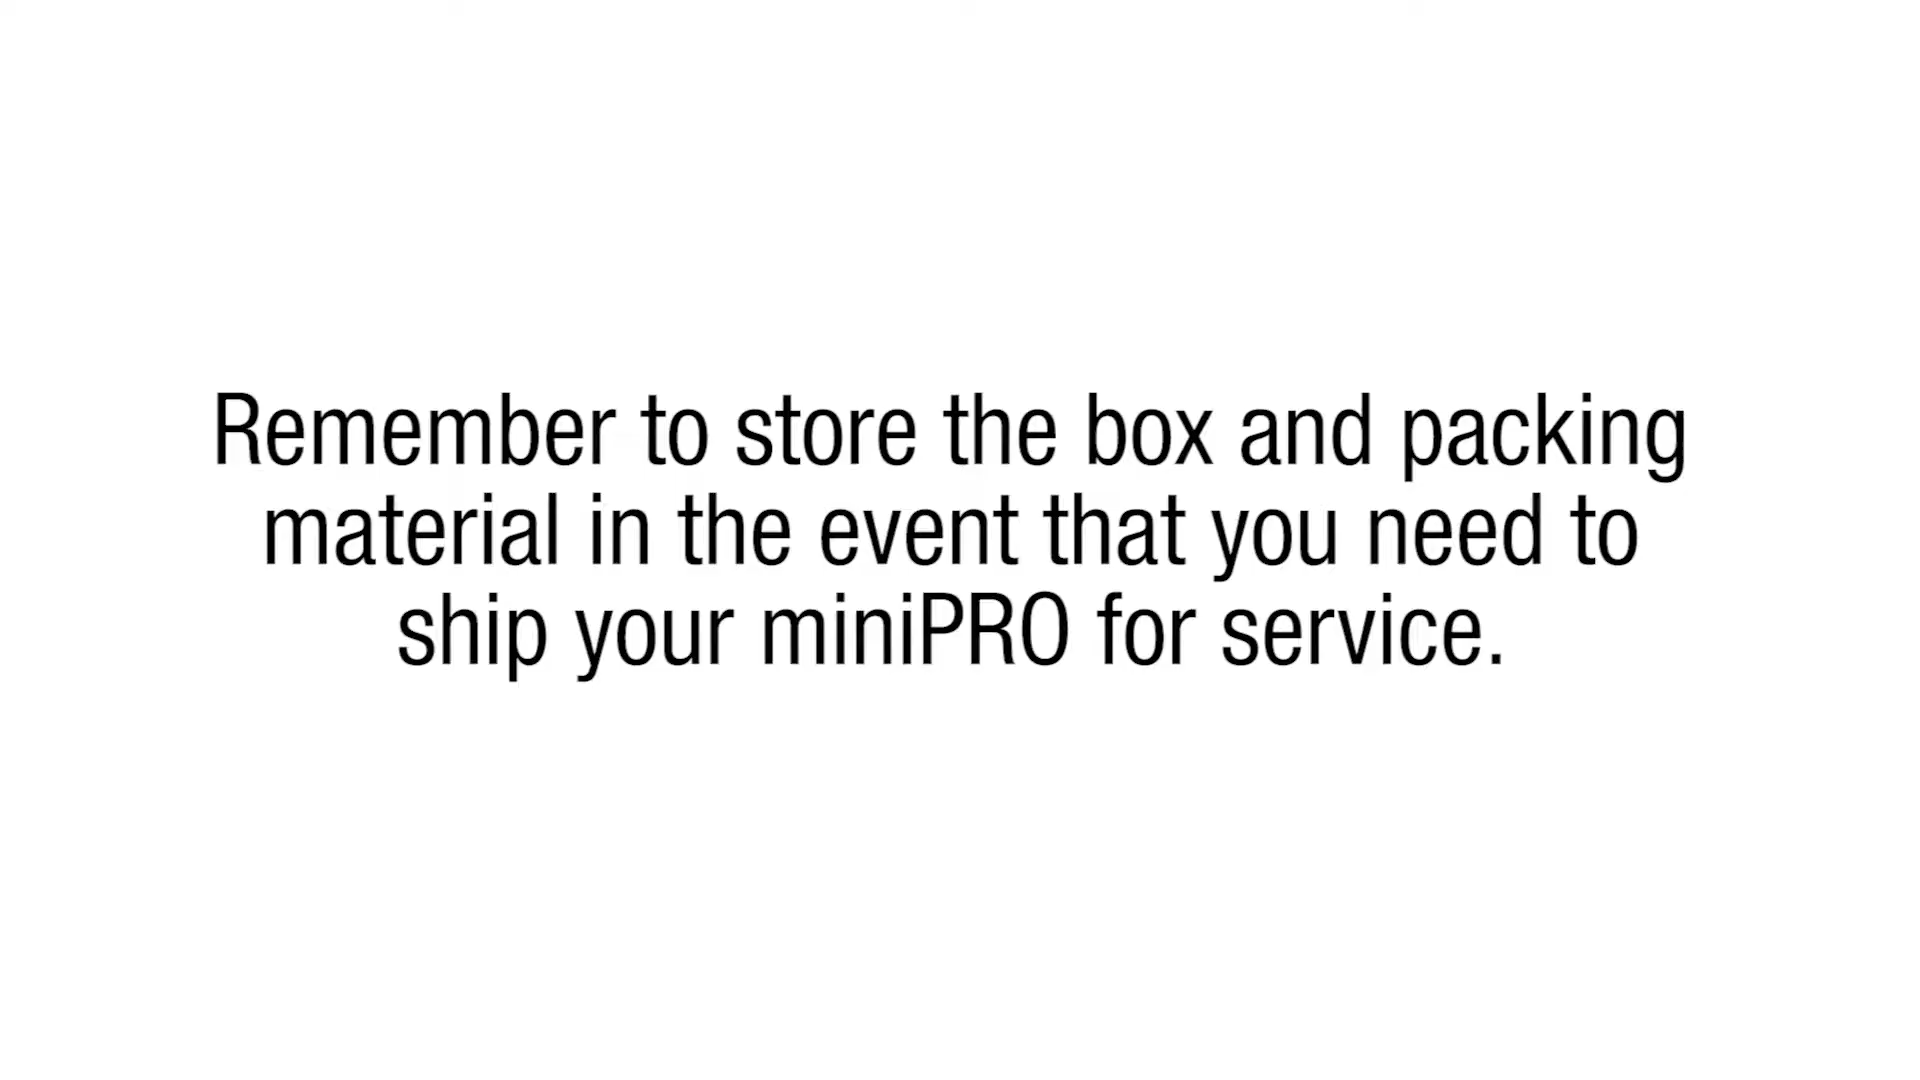 Remember to store the box and packing
material in the event that you need to
ship your miniPRO for service.